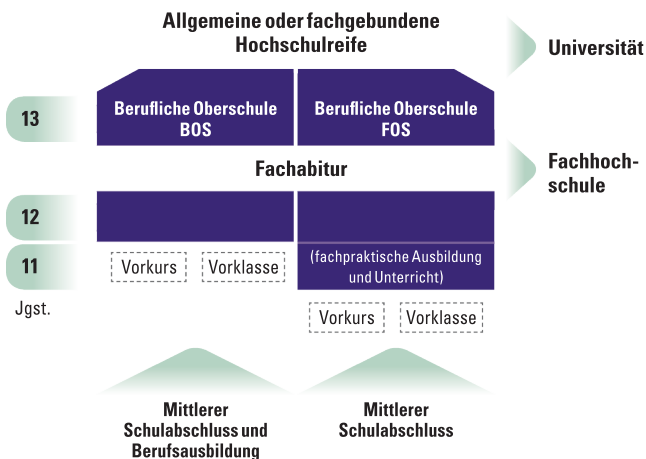 Allgemeine oder fachgebundene
Hochschulreife
Universität
13
Berufliche Oberschule
BOS
Berufliche Oberschule
FOS
Fachabitur
Fachhoch-
schule
12
11
Vorkurs
Vorklasse
(fachpraktische Ausbildung
und Unterricht)
Jgst.
Vorkurs
Vorklasse
Mittlerer
Schulabschluss und
Berufsausbildung
Mittlerer
Schulabschluss